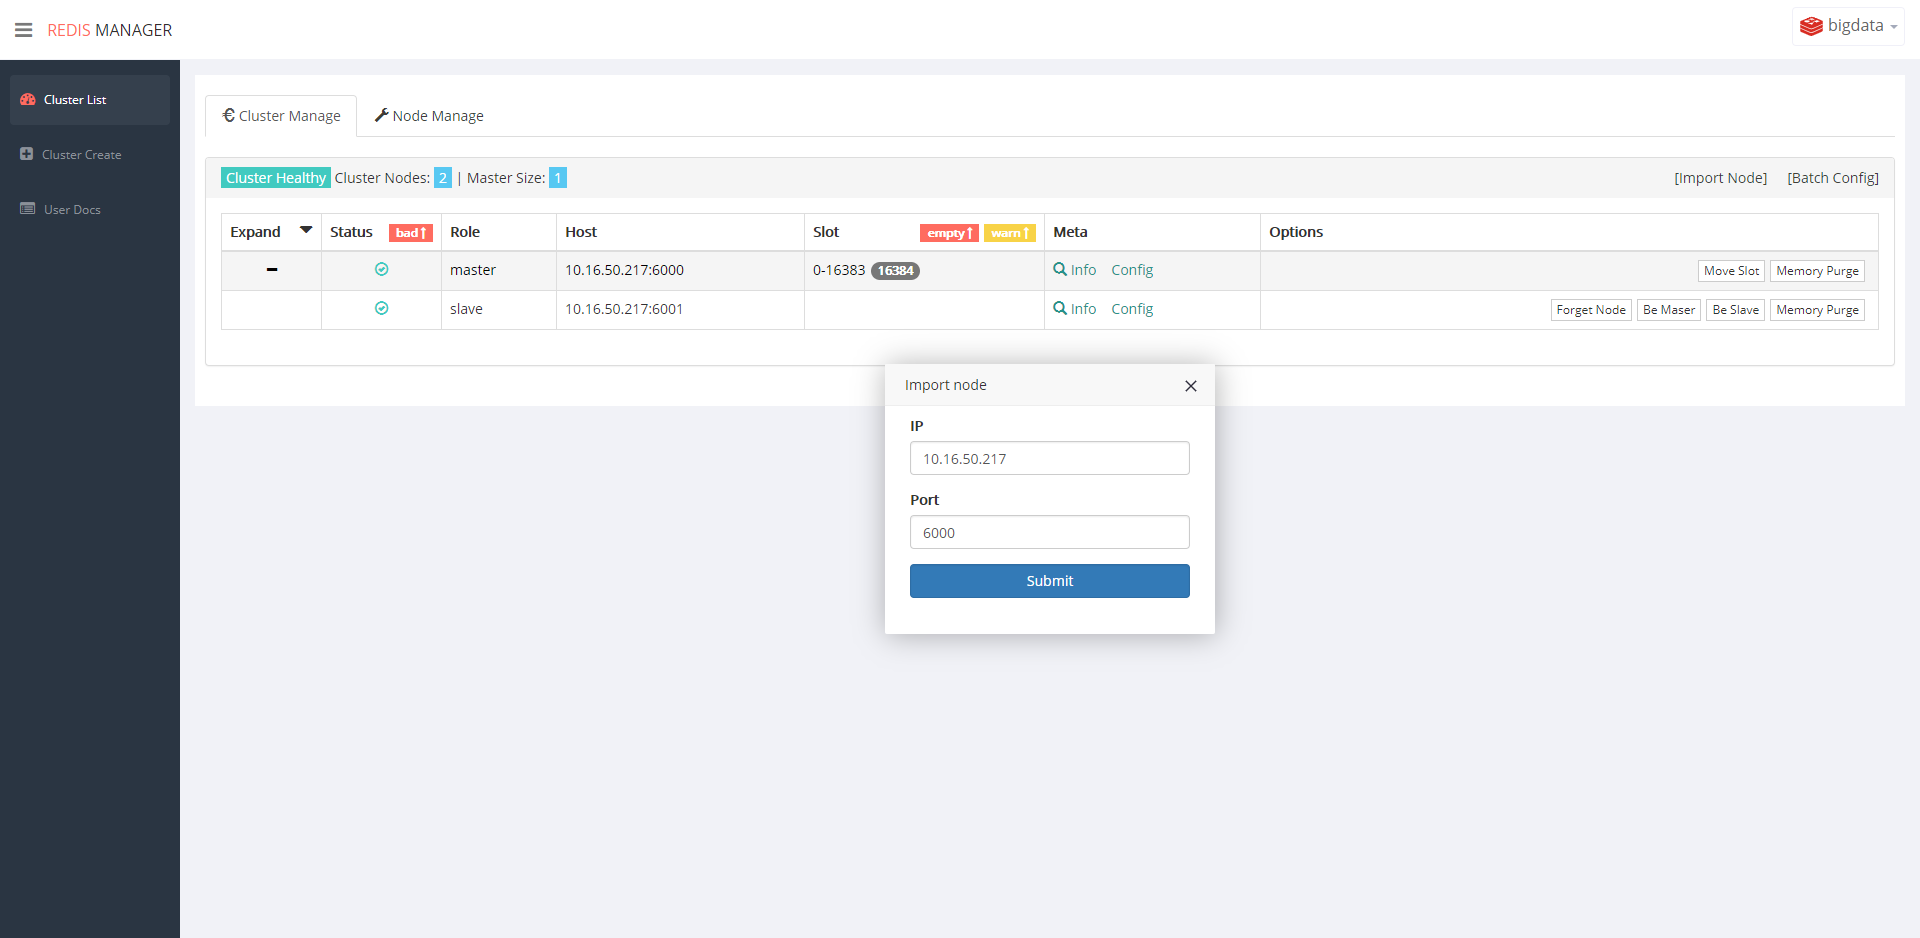 REDIS MANAGER
bigdata
Cluster List
Cluster Create
User Docs
Cluster Manage
Node Manage
Cluster Healthy Cluster Nodes: 2 | Master Size: 1
[Import Node] [Batch Config]
Expand Status bad Role Host Slot empty warn Meta Options
master 10.16.50.217:6000 0-16383 16384 Info Config Move Slot Memory Purge
slave 10.16.50.217:6001 Info Config Forget Node Be Maser Be Slave Memory Purge
Import node
IP
10.16.50.217
Port
6000
Submit